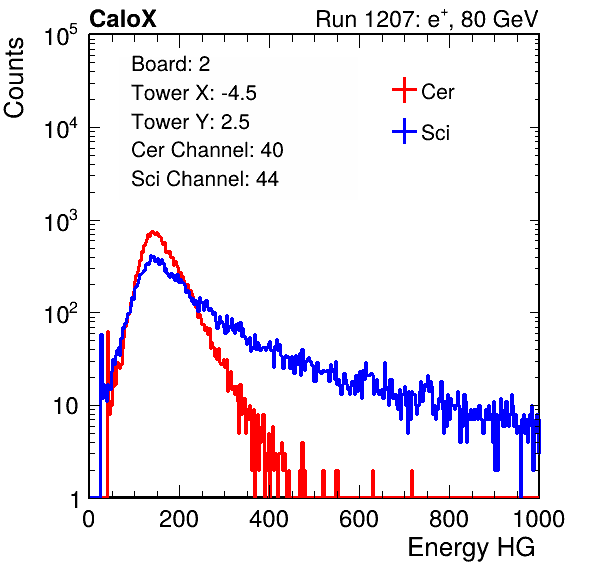 CaloX Run 1207: e⁺, 80 GeV
Counts
Board: 2
Tower X: -4.5
Tower Y: 2.5
Cer Channel: 40
Sci Channel: 44
Cer
Sci
10⁵
10⁴
10³
10²
10
1
0 200 400 600 800 1000
Energy HG